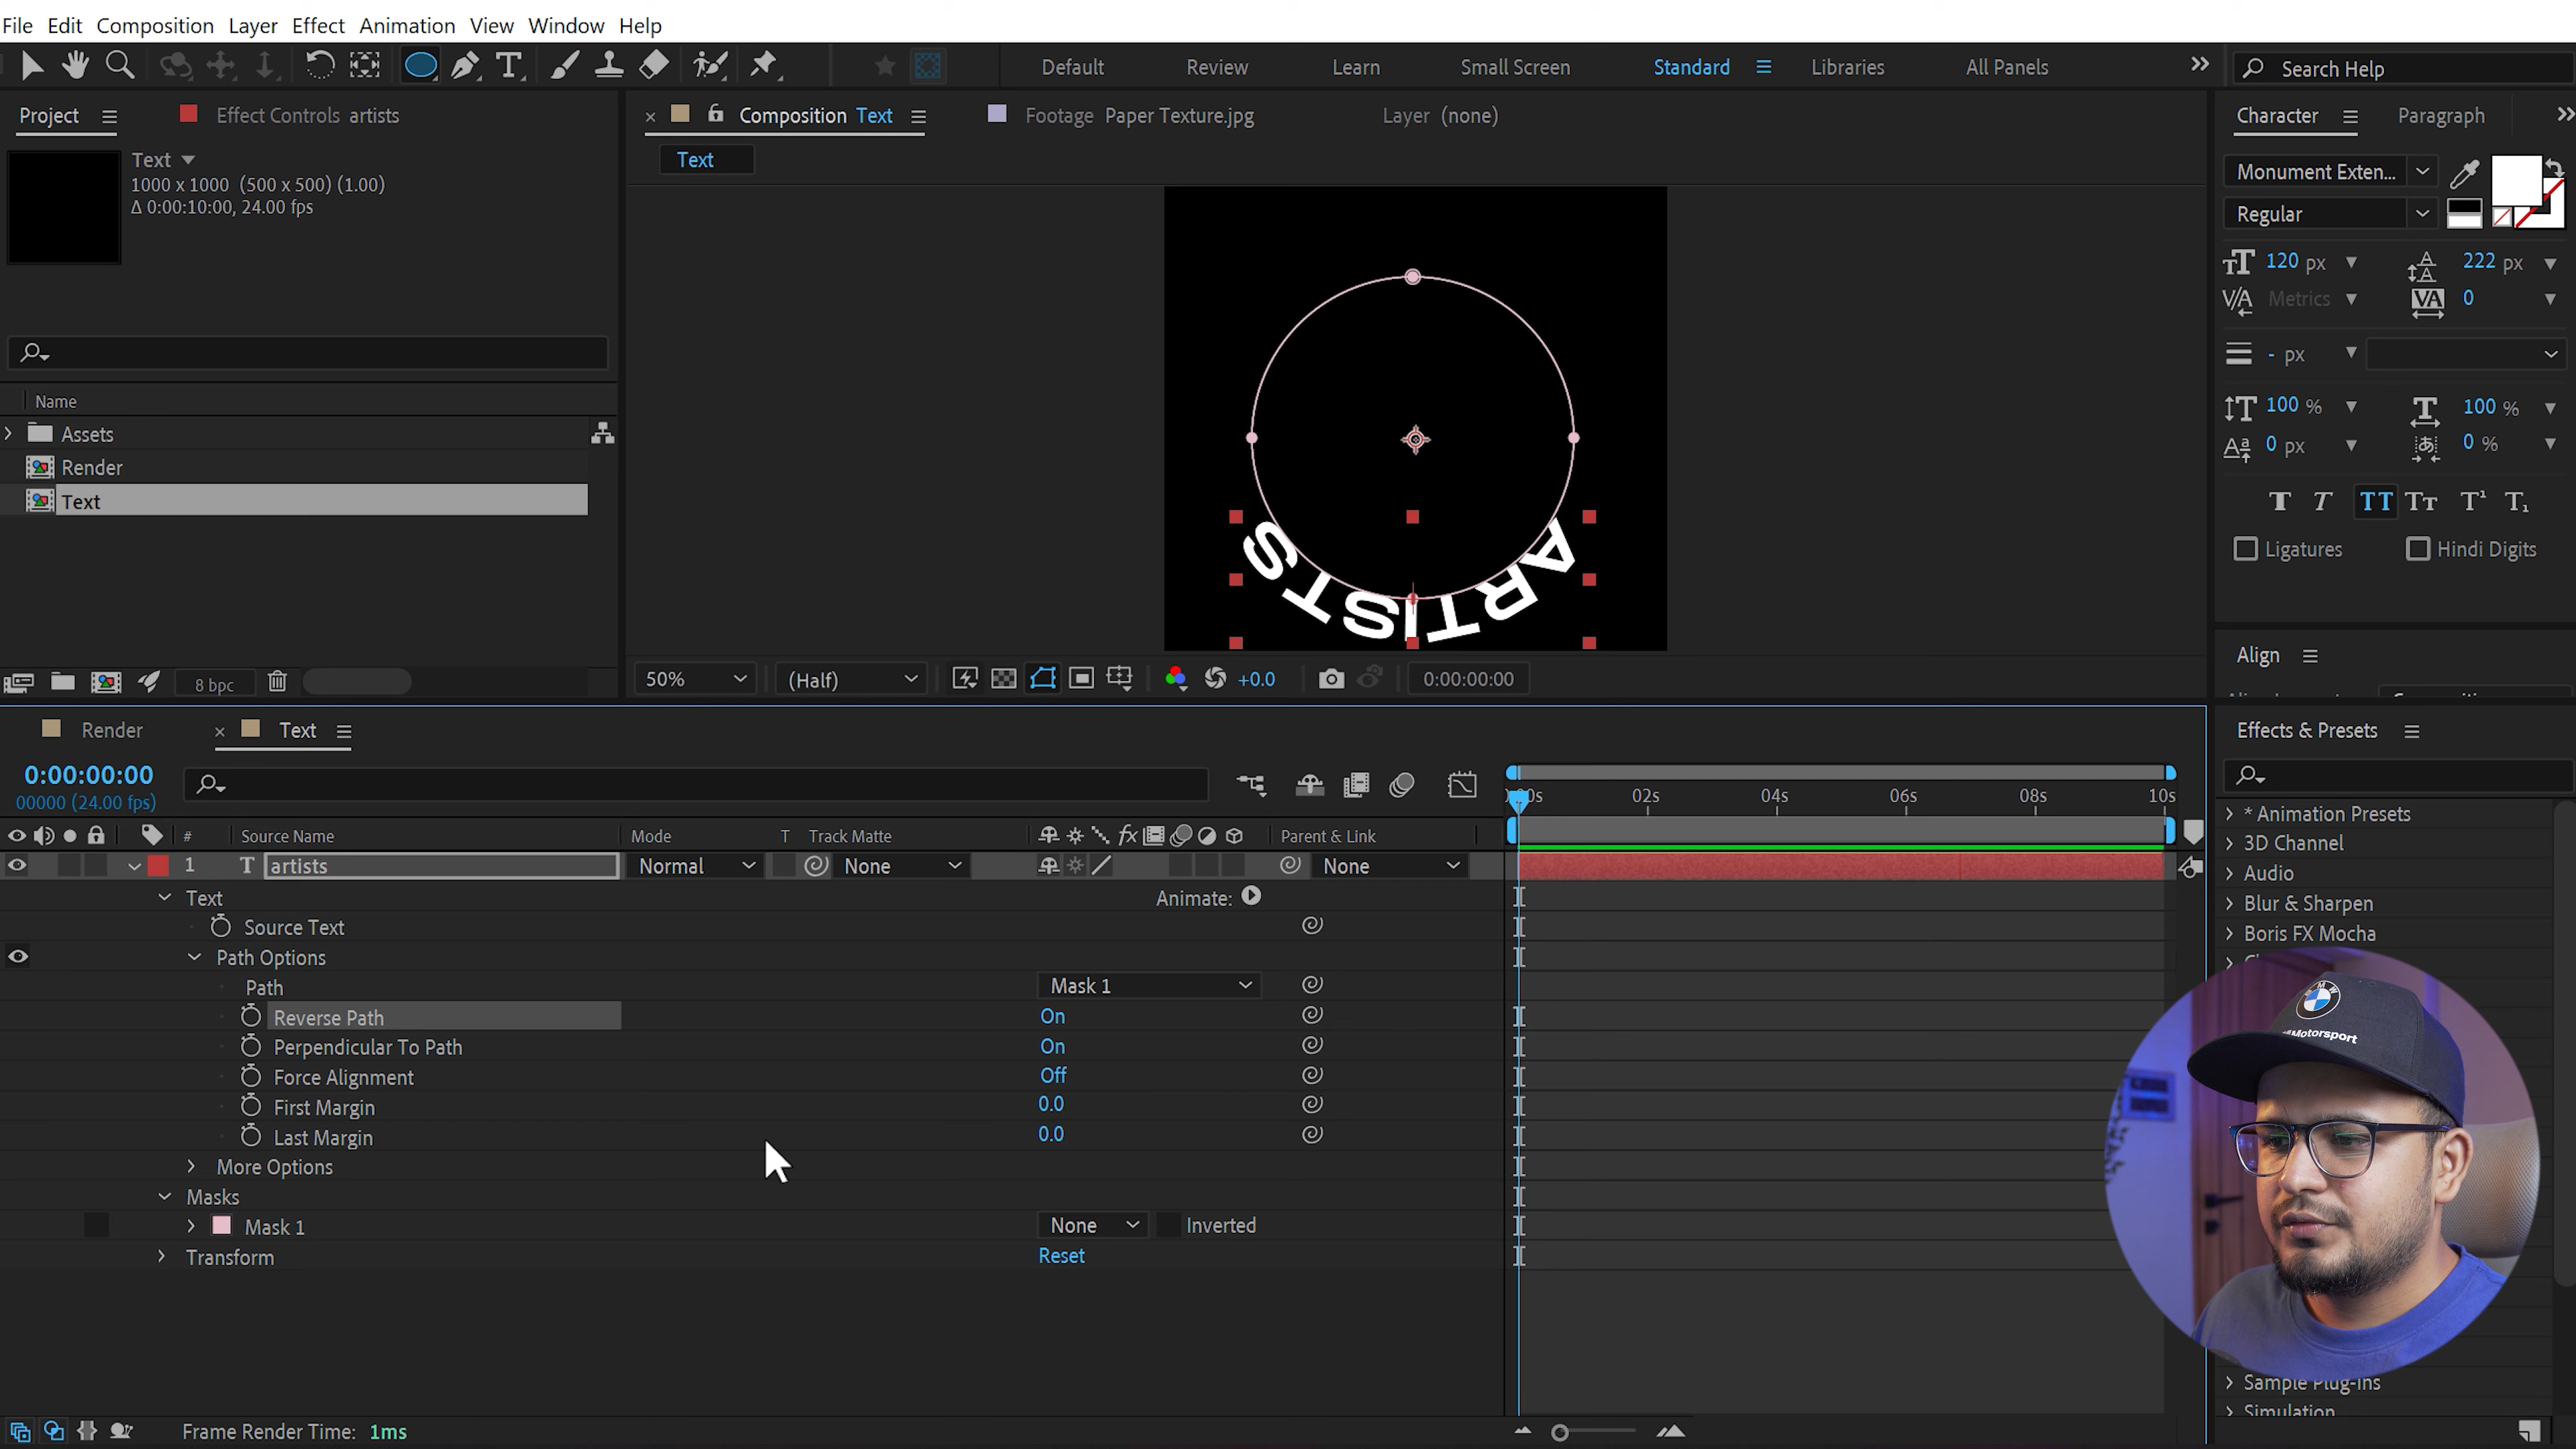 File Edit Composition Layer Effect Animation View Window Help
Default Review Learn Small Screen Standard Libraries All Panels Search Help
Project Effect Controls artists
Composition Text Footage Paper Texture.jpg Layer (none)
Character Paragraph
Text
1000 x 1000 (500 x 500) (1.00)
Δ 0:00:10:00, 24.00 fps
Text
Monument Exten...
Regular
120 px 222 px
Metrics 0
- px
100 % 100 %
0 px 0 %
Ligatures Hindi Digits
Name
Assets
Render
Text
ARTISTS
8 bpc
50% (Half) +0.0 0:00:00:00
Align
Render Text
0:00:00:00
00000 (24.00 fps)
02s 04s 06s 08s 10s
# Source Name Mode T Track Matte Parent & Link
1 T artists Normal None None
Text Animate:
Source Text
Path Options
Path Mask 1
Reverse Path On
Perpendicular To Path On
Force Alignment Off
First Margin 0.0
Last Margin 0.0
More Options
Masks
Mask 1 None Inverted
Transform Reset
Frame Render Time: 1ms
Effects & Presets
* Animation Presets
3D Channel
Audio
Blur & Sharpen
Boris FX Mocha
BMW
Motorsport
Sample Plug-ins
Simulation